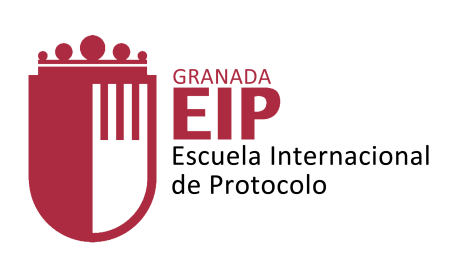 GRANADA
EIP
Escuela Internacional
de Protocolo